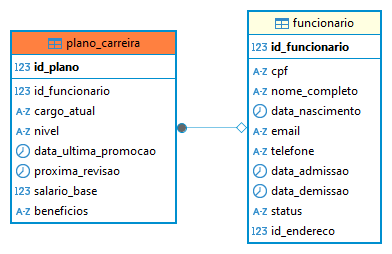 plano_carreira
123 id_plano
123 id_funcionario
A-Z cargo_atual
A-Z nivel
data_ultima_promocao
proxima_revisao
123 salario_base
A-Z beneficios
funcionario
123 id_funcionario
A-Z cpf
A-Z nome_completo
data_nascimento
A-Z email
A-Z telefone
data_admissao
data_demissao
A-Z status
123 id_endereco